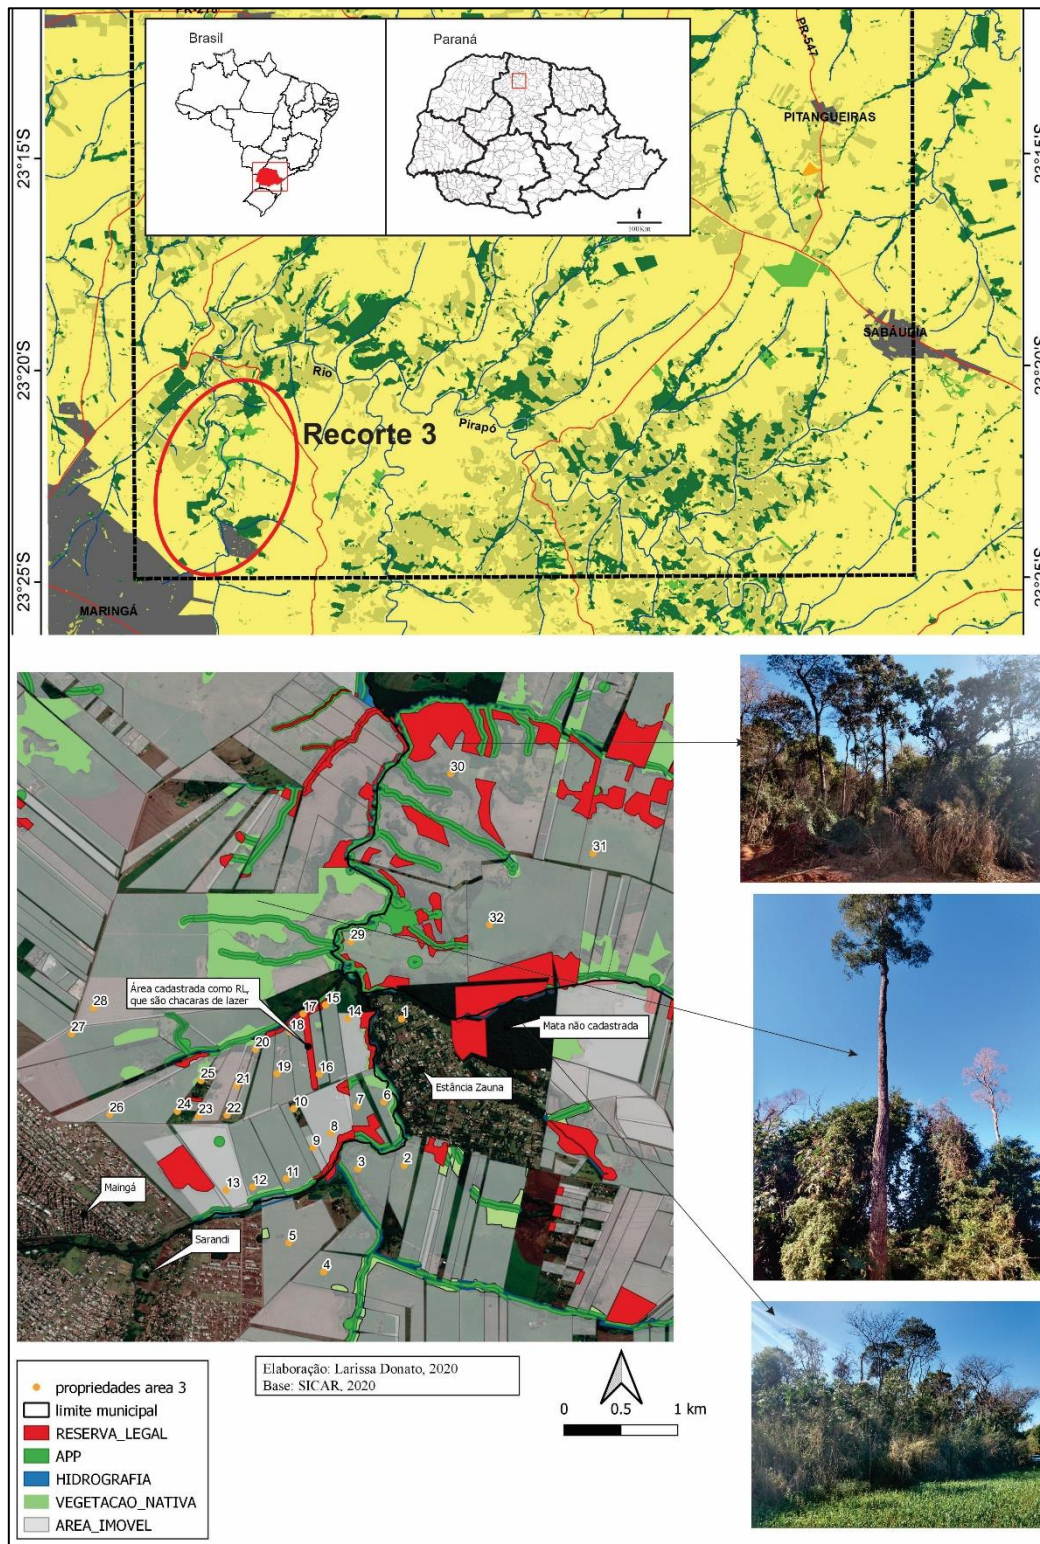 PR-218
Brasil
Paraná
100Km
PR-547
PITANGUEIRAS
23°15'S
23°15'S
SABÁUDIA
23°20'S
23°20'S
Rio
Pirapó
Recorte 3
23°25'S
23°25'S
MARINGÁ
30
31
32
29
Área cadastrada como RL,
que são chacaras de lazer
28
27
17
15
18
14
1
Mata não cadastrada
20
19
16
Estância Zauna
25
21
26
24
23
22
10
7
6
8
9
3
2
13
12
11
Maingá
Sarandi
5
4
Elaboração: Larissa Donato, 2020
Base: SICAR, 2020
0 0.5 1 km
propriedades area 3
limite municipal
RESERVA_LEGAL
APP
HIDROGRAFIA
VEGETACAO_NATIVA
AREA_IMOVEL